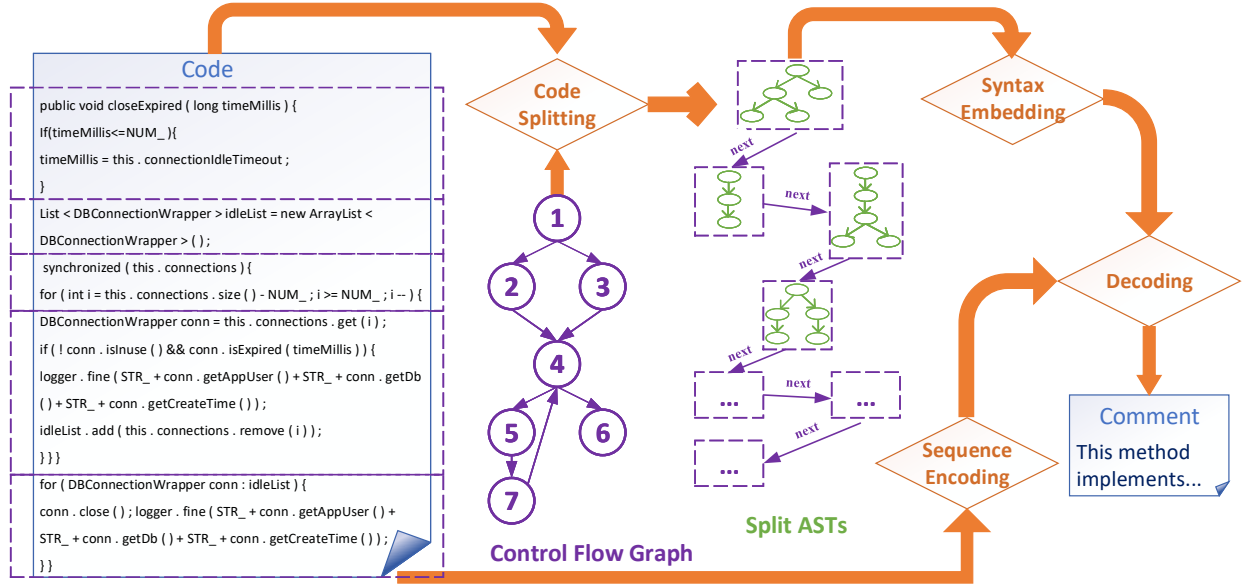 Code
public void closeExpired ( long timeMillis ) {
If(timeMillis<=NUM_ ){
timeMillis = this . connectionIdleTimeout ;
}
List < DBConnectionWrapper > idleList = new ArrayList <
DBConnectionWrapper > ( ) ;
synchronized ( this . connections ) {
for ( int i = this . connections . size ( ) - NUM_ ; i >= NUM_ ; i -- ) {
DBConnectionWrapper conn = this . connections . get ( i ) ;
if ( ! conn . isInuse ( ) && conn . isExpired ( timeMillis ) ) {
logger . fine ( STR_ + conn . getAppUser ( ) + STR_ + conn . getDb
( ) + STR_ + conn . getCreateTime ( ) ) ;
idleList . add ( this . connections . remove ( i ) ) ;
} } }
for ( DBConnectionWrapper conn : idleList ) {
conn . close ( ) ; logger . fine ( STR_ + conn . getAppUser ( ) +
STR_ + conn . getDb ( ) + STR_ + conn . getCreateTime ( ) ) ;
} }
Code
Splitting
1
2
3
4
5
6
7
Control Flow Graph
next
next
next
next
...
next
...
next
...
Split ASTs
Syntax
Embedding
Sequence
Encoding
Decoding
Comment
This method
implements...